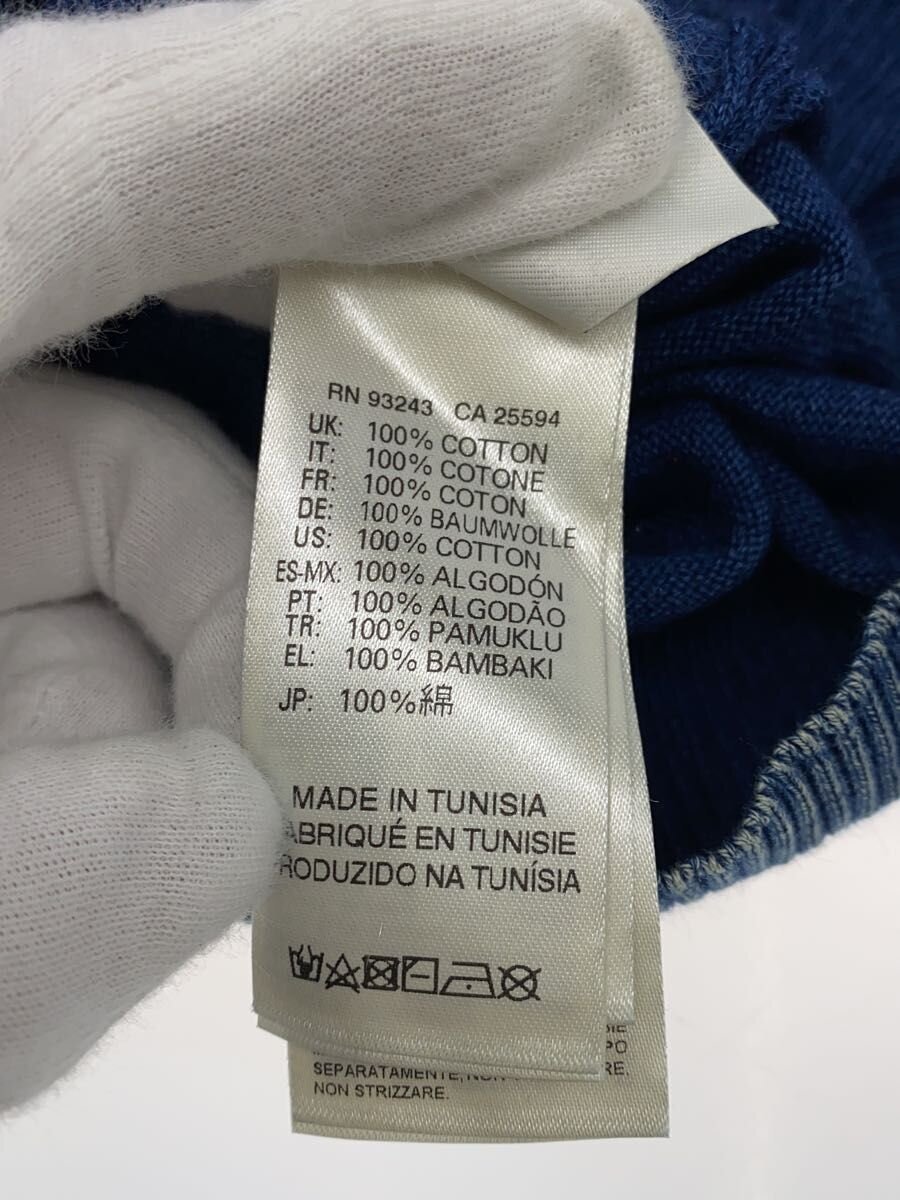 RN 93243 CA 25594
UK: 100% COTTON
IT: 100% COTONE
FR: 100% COTON
DE: 100% BAUMWOLLE
US: 100% COTTON
ES-MX: 100% ALGODÓN
PT: 100% ALGODÃO
TR: 100% PAMUKLU
EL: 100% BAMBAKI
JP: 100%綿
MADE IN TUNISIA
ABRIQUÉ EN TUNISIE
RODUZIDO NA TUNÍSIA
SEPARATAMENTE,
NON STRIZZARE.